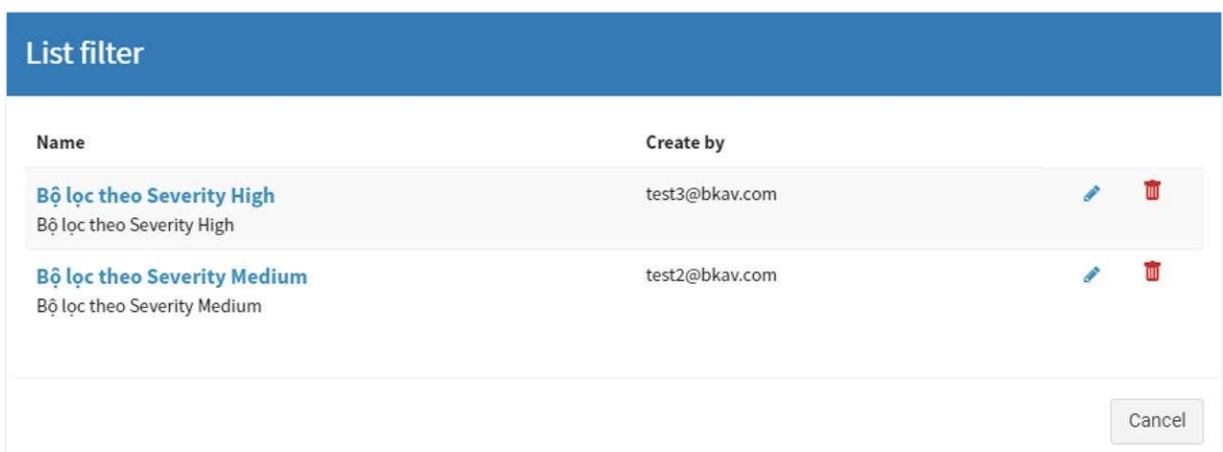 List filter
Name Create by
Bộ lọc theo Severity High test3@bkav.com
Bộ lọc theo Severity High
Bộ lọc theo Severity Medium test2@bkav.com
Bộ lọc theo Severity Medium
Cancel